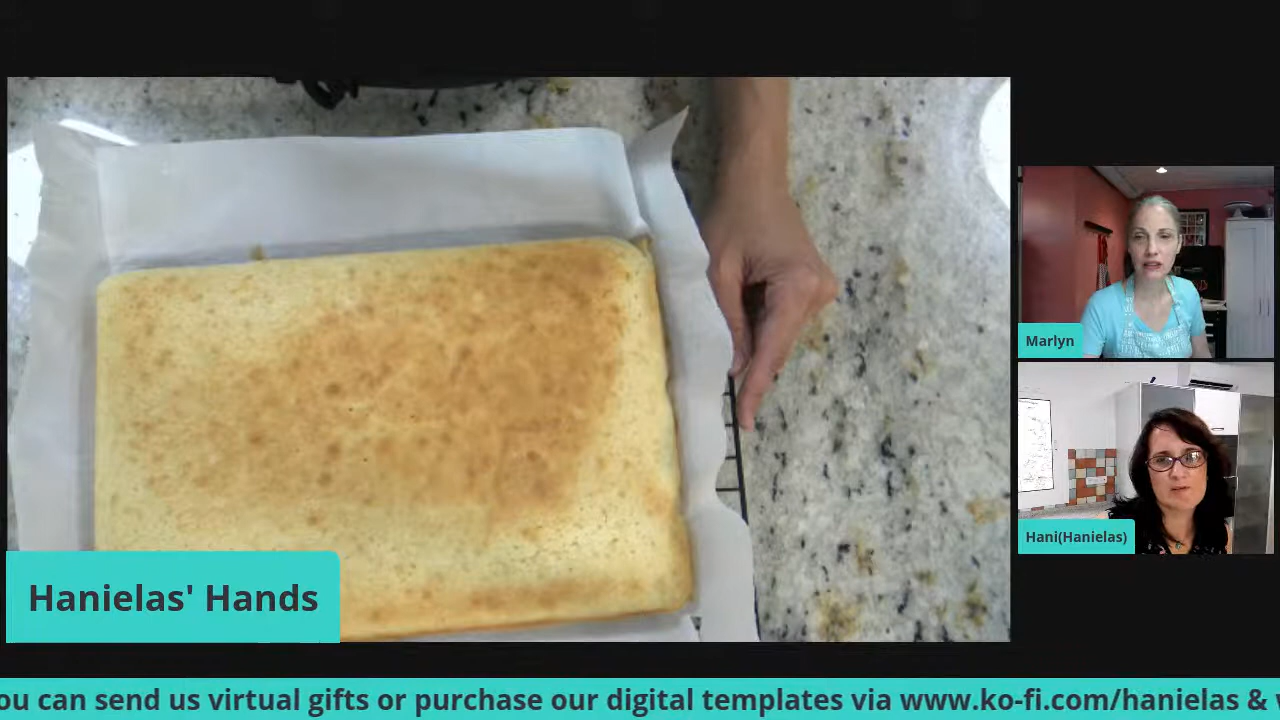 Marlyn
Hani(Hanielas)
Hanielas' Hands
ou can send us virtual gifts or purchase our digital templates via www.ko-fi.com/hanielas &